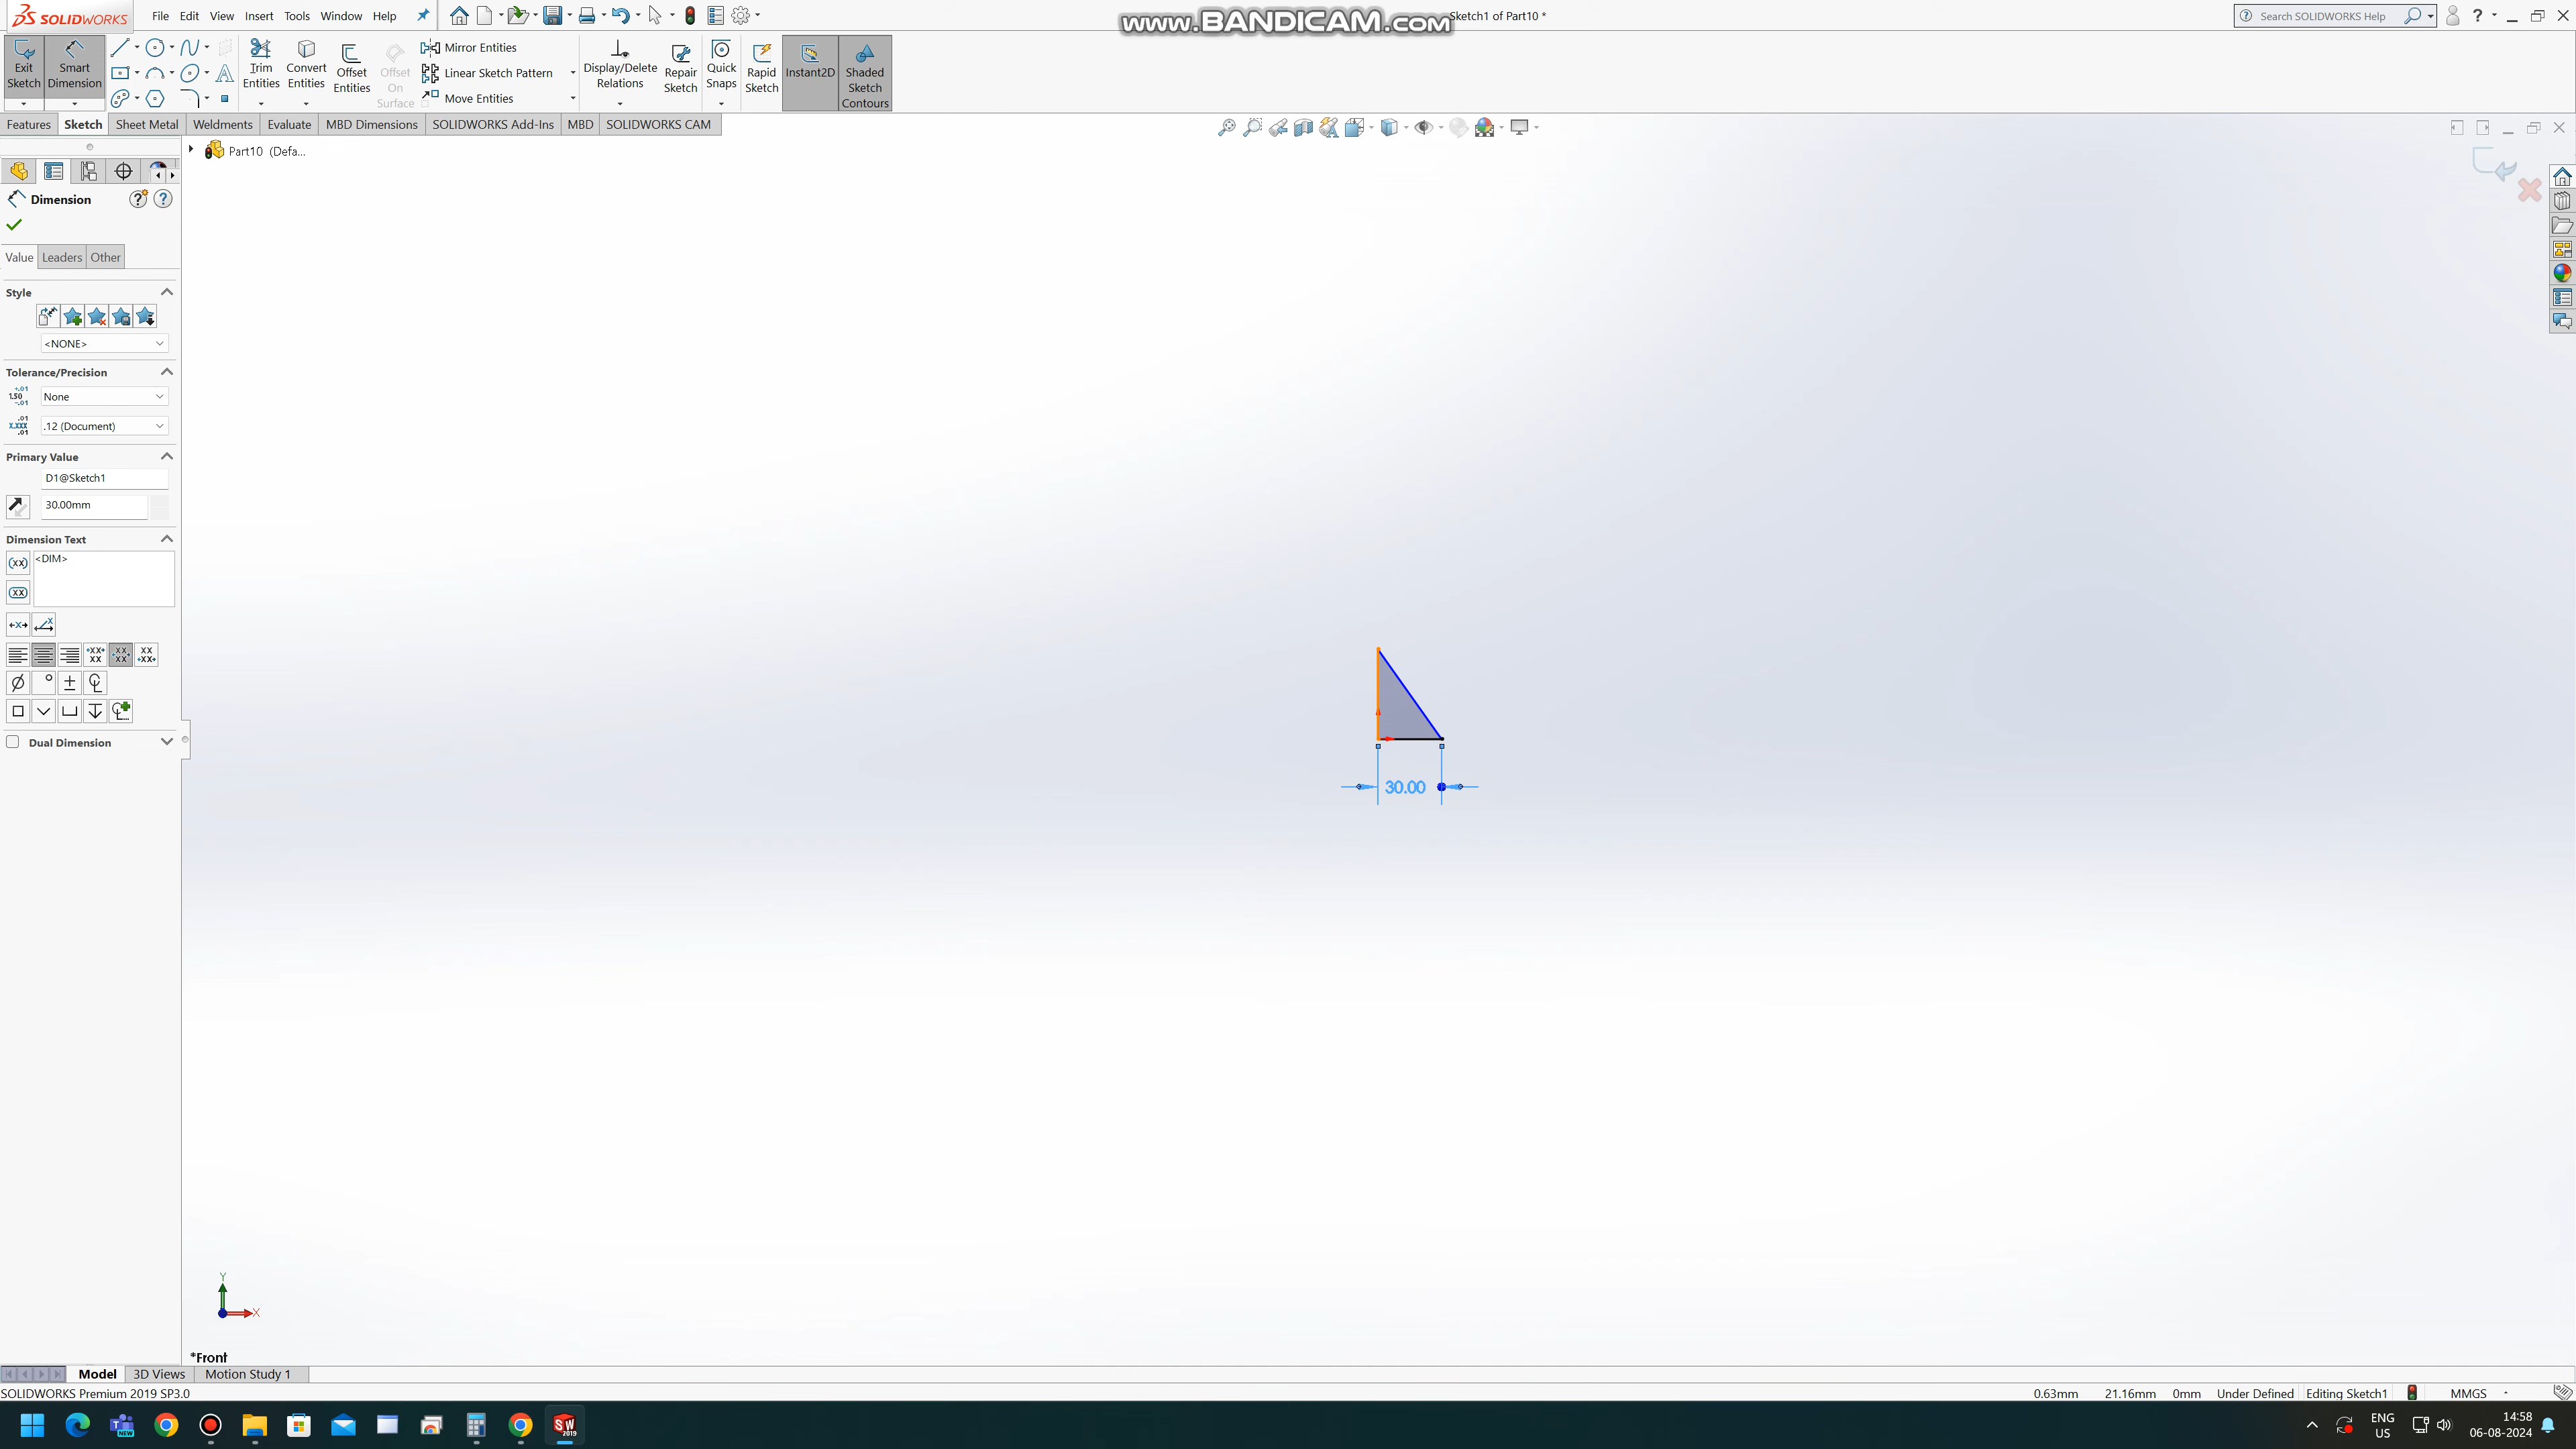 SOLIDWORKS File Edit View Insert Tools Window Help
www.BANDICAM.com
Sketch1 of Part10 *
Search SOLIDWORKS Help
Exit Sketch
Smart Dimension
Trim Entities
Convert Entities
Offset Entities
Offset On Surface
Mirror Entities
Linear Sketch Pattern
Move Entities
Display/Delete Relations
Repair Sketch
Quick Snaps
Rapid Sketch
Instant2D
Shaded Sketch Contours
Features Sketch Sheet Metal Weldments Evaluate MBD Dimensions SOLIDWORKS Add-Ins MBD SOLIDWORKS CAM
Part10 (Defa...
Dimension
Value Leaders Other
Style
<NONE>
Tolerance/Precision
None
.12 (Document)
Primary Value
D1@Sketch1
30.00mm
Dimension Text
<DIM>
Dual Dimension
30.00
Y
X
*Front
Model 3D Views Motion Study 1
SOLIDWORKS Premium 2019 SP3.0
0.63mm 21.16mm 0mm Under Defined Editing Sketch1 MMGS
ENG US
14:58
06-08-2024